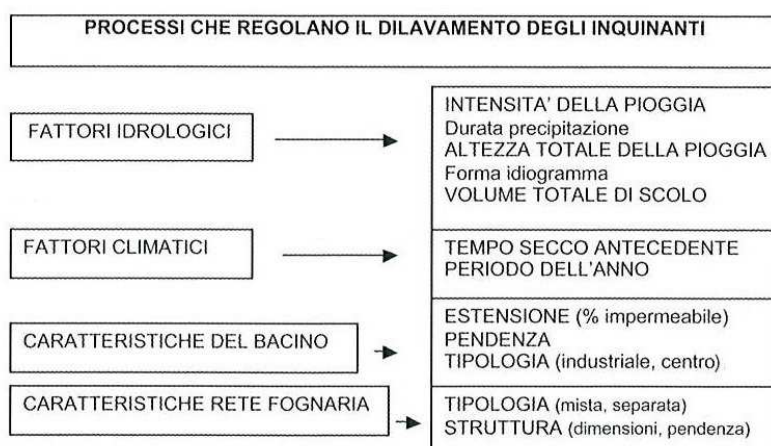 PROCESSI CHE REGOLANO IL DILAVAMENTO DEGLI INQUINANTI
FATTORI IDROLOGICI
INTENSITA' DELLA PIOGGIA
Durata precipitazione
ALTEZZA TOTALE DELLA PIOGGIA
Forma idiogramma
VOLUME TOTALE DI SCOLO
FATTORI CLIMATICI
TEMPO SECCO ANTECEDENTE
PERIODO DELL'ANNO
CARATTERISTICHE DEL BACINO
ESTENSIONE (% impermeabile)
PENDENZA
TIPOLOGIA (industriale, centro)
CARATTERISTICHE RETE FOGNARIA
TIPOLOGIA (mista, separata)
STRUTTURA (dimensioni, pendenza)